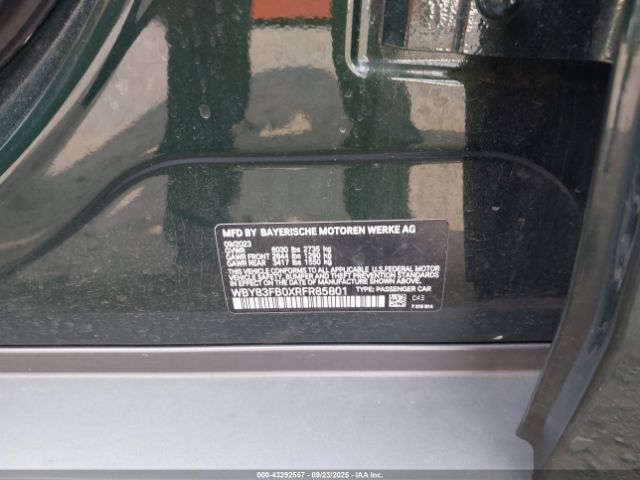 MFD BY BAYERISCHE MOTOREN WERKE AG
09/2023
GVWR 6030 lbs 2735 kg
GAWR FRONT 2844 lbs 1290 kg
GAWR REAR 3417 lbs 1550 kg
THIS VEHICLE CONFORMS TO ALL APPLICABLE U.S. FEDERAL MOTOR
VEHICLE SAFETY, BUMPER, AND THEFT PREVENTION STANDARDS IN
EFFECT ON THE DATE OF MANUFACTURE SHOWN ABOVE.
WBY83FB0XRFR85801 TYPE: PASSENGER CAR
C43
000-43292567 - 09/23/2025 - Copyright IAA, LLC